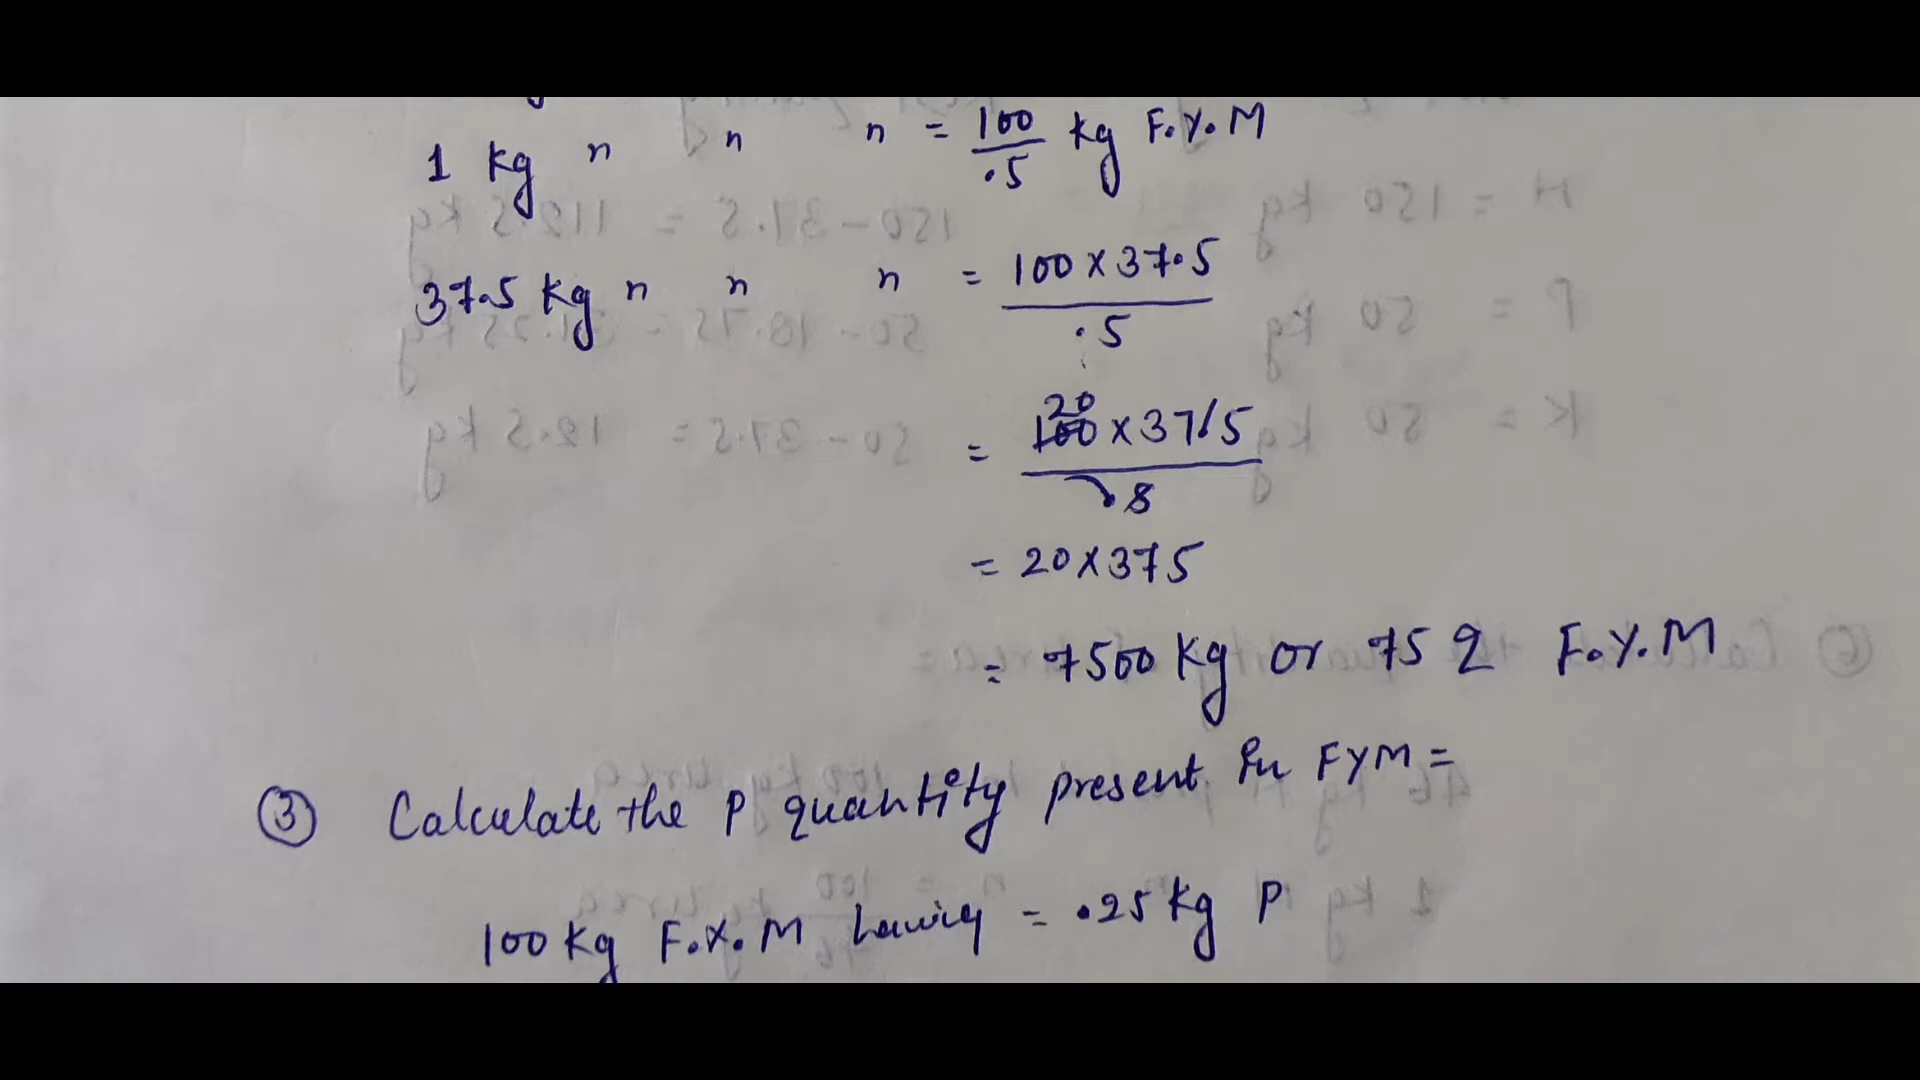 1 kg " " " = 100/.5 kg F.Y.M
37.5 kg " " " = 100 x 37.5/.5
= 20 100 x 37/5/.5
= 20 x 375
= 7500 kg or 75 Q F.Y.M
③ Calculate the P quantity present in FYM =
100 kg F.Y.M having = .25 kg P